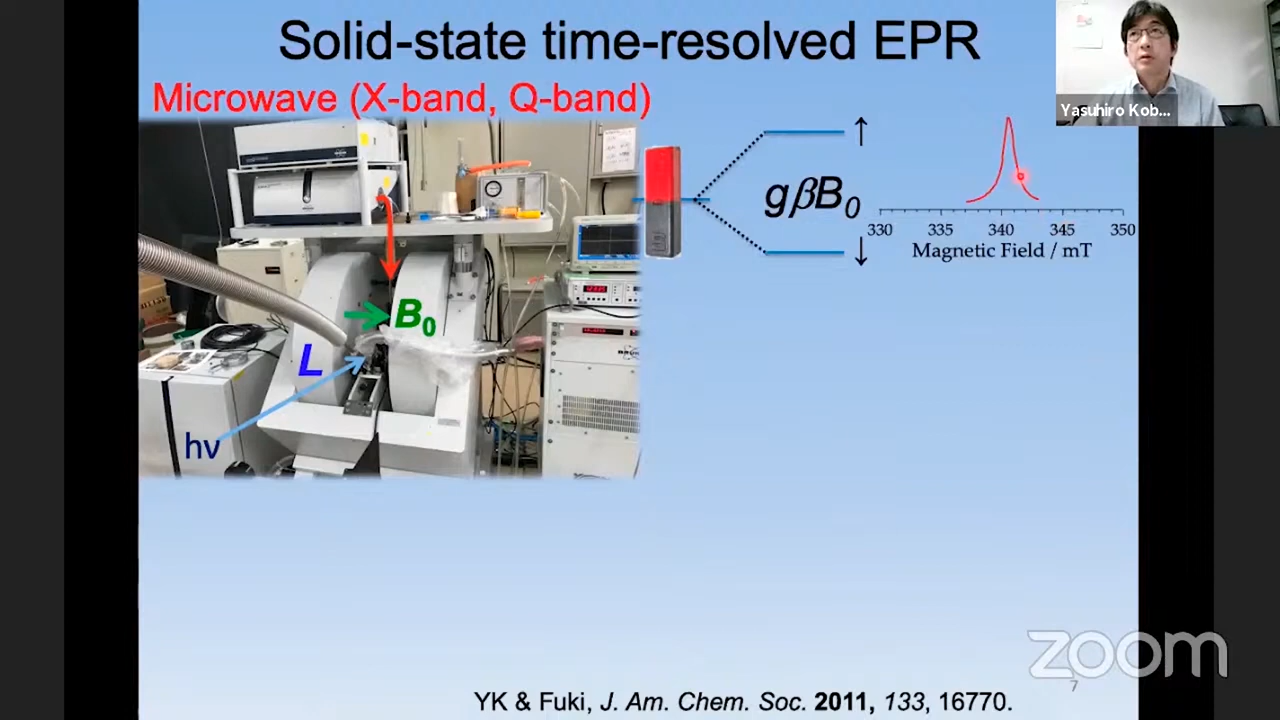 Solid-state time-resolved EPR
Microwave (X-band, Q-band)
Yasuhiro Kob...
gβB₀
330 335 340 345 350
Magnetic Field / mT
B₀
L
hν
zoom
7
YK & Fuki, J. Am. Chem. Soc. 2011, 133, 16770.